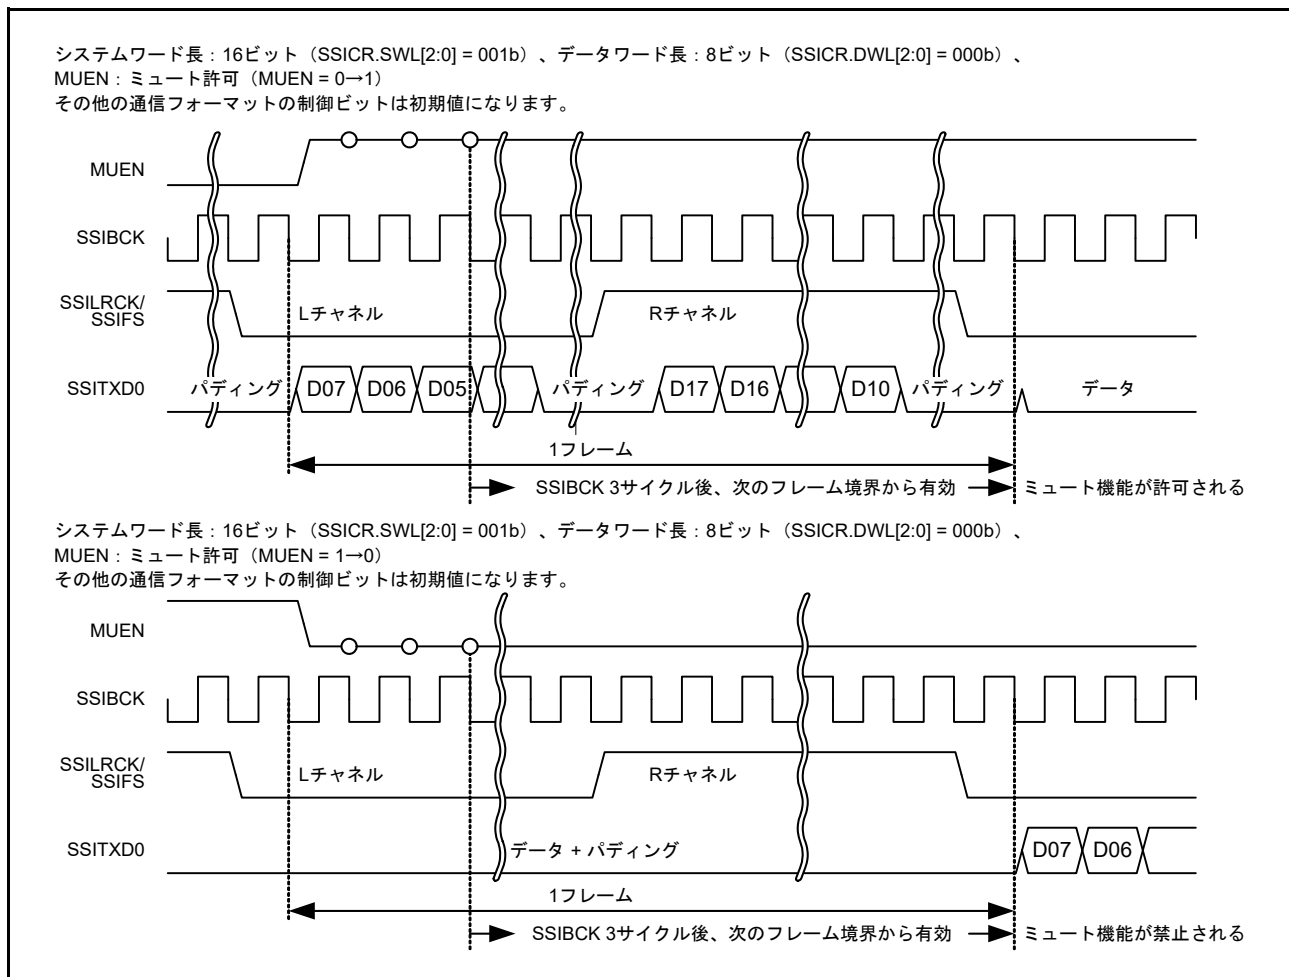 システムワード長：16ビット（SSICR.SWL[2:0] = 001b）、データワード長：8ビット（SSICR.DWL[2:0] = 000b）、
MUEN：ミュート許可（MUEN = 0→1）
その他の通信フォーマットの制御ビットは初期値になります。
MUEN
SSIBCK
SSILRCK/
SSIFS
Lチャネル
Rチャネル
SSITXD0
パディング
D07
D06
D05
パディング
D17
D16
D10
パディング
データ
1フレーム
SSIBCK 3サイクル後、次のフレーム境界から有効
ミュート機能が許可される
システムワード長：16ビット（SSICR.SWL[2:0] = 001b）、データワード長：8ビット（SSICR.DWL[2:0] = 000b）、
MUEN：ミュート許可（MUEN = 1→0）
その他の通信フォーマットの制御ビットは初期値になります。
MUEN
SSIBCK
SSILRCK/
SSIFS
Lチャネル
Rチャネル
SSITXD0
データ + パディング
D07
D06
1フレーム
SSIBCK 3サイクル後、次のフレーム境界から有効
ミュート機能が禁止される